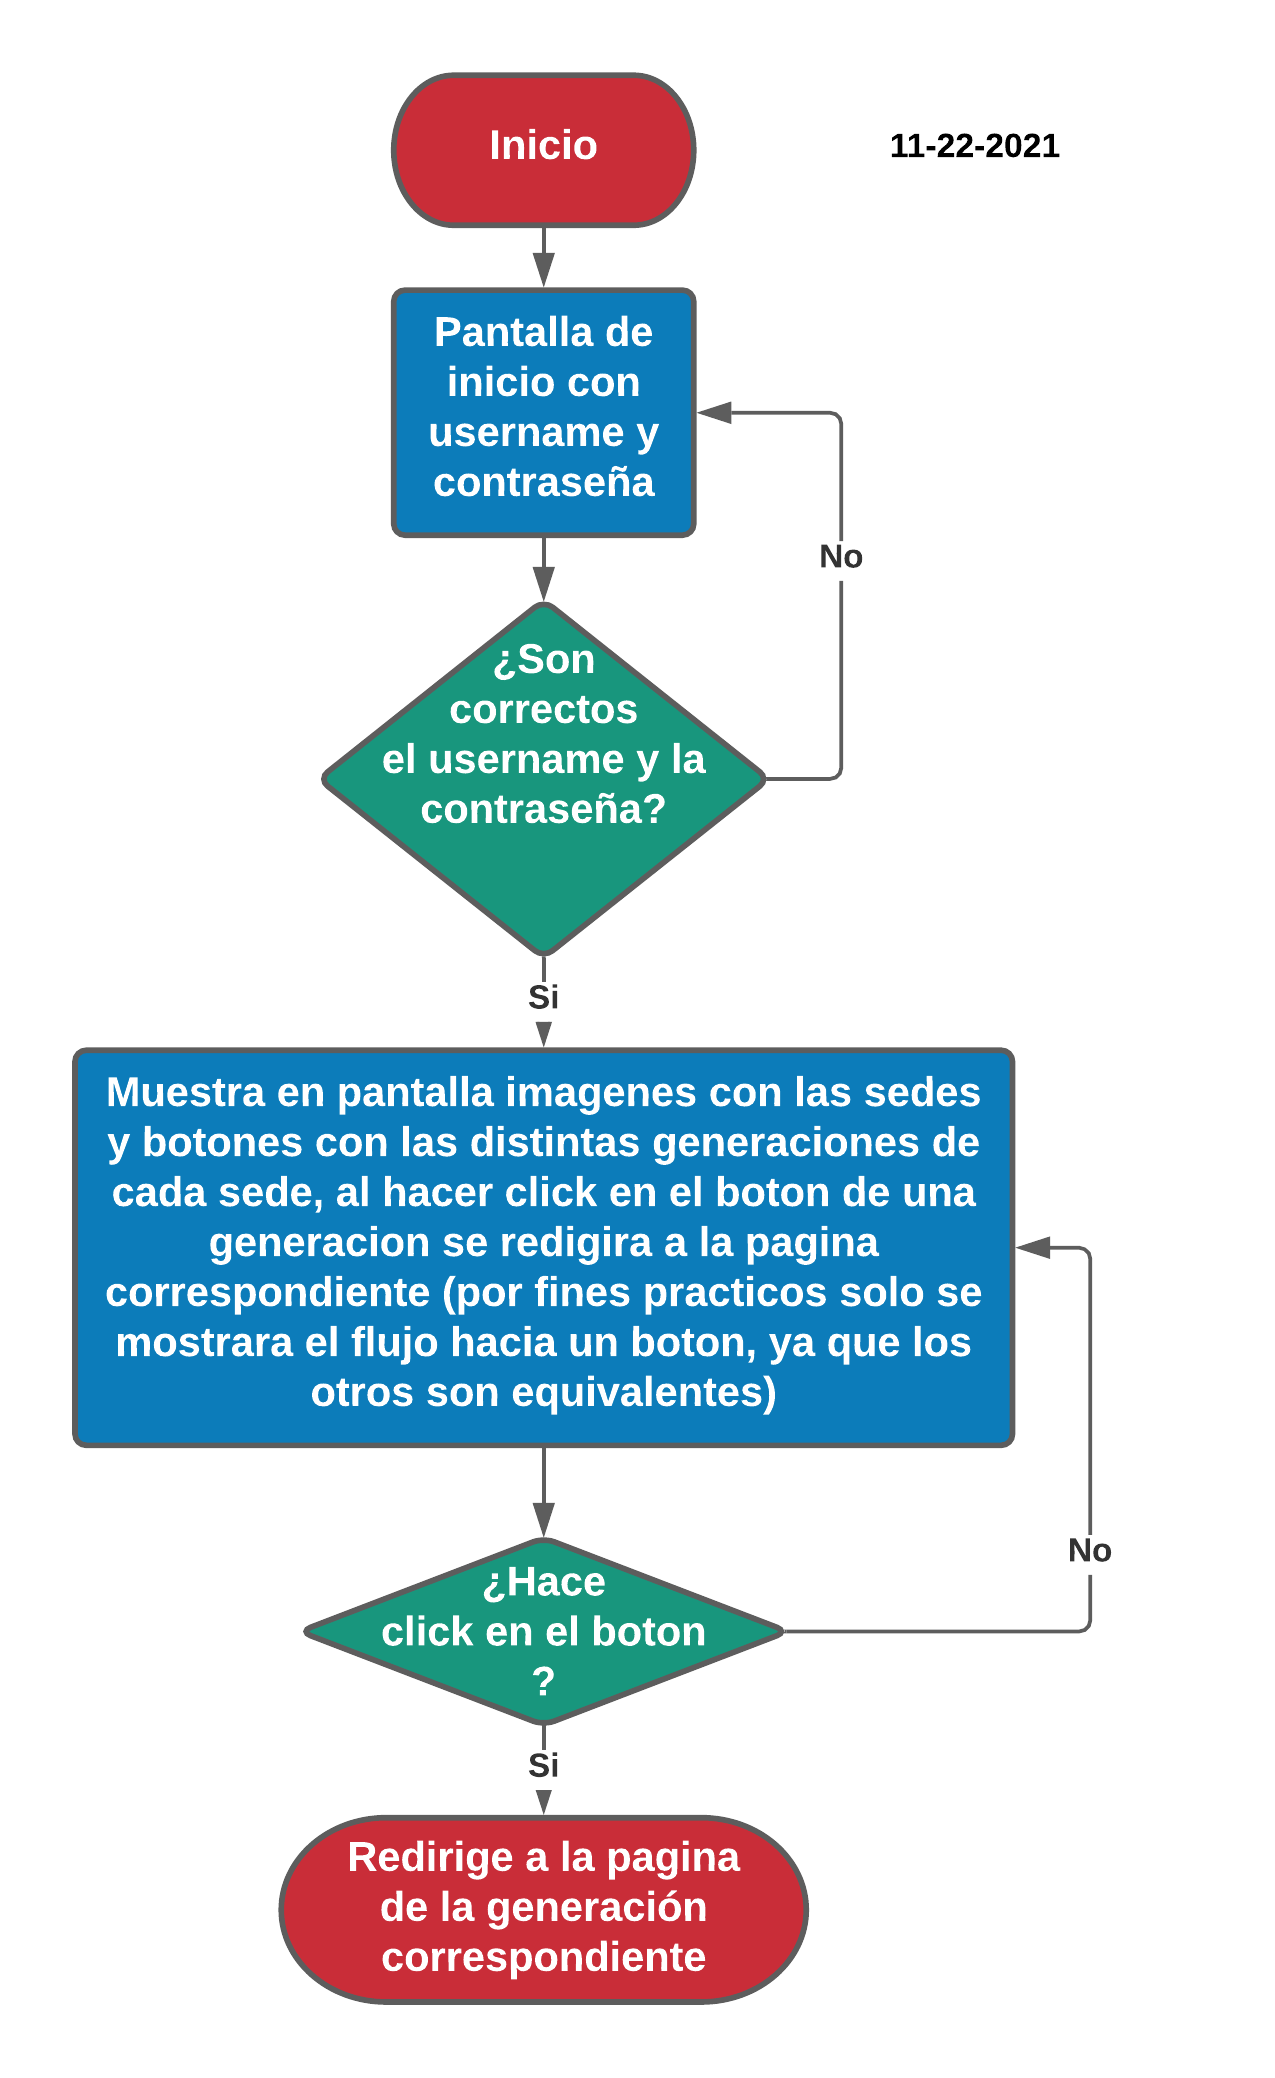 Inicio
11-22-2021
Pantalla de
inicio con
username y
contraseña
No
¿Son
correctos
el username y la
contraseña?
Si
Muestra en pantalla imagenes con las sedes
y botones con las distintas generaciones de
cada sede, al hacer click en el boton de una
generacion se redigira a la pagina
correspondiente (por fines practicos solo se
mostrara el flujo hacia un boton, ya que los
otros son equivalentes)
No
¿Hace
click en el boton
?
Si
Redirige a la pagina
de la generación
correspondiente